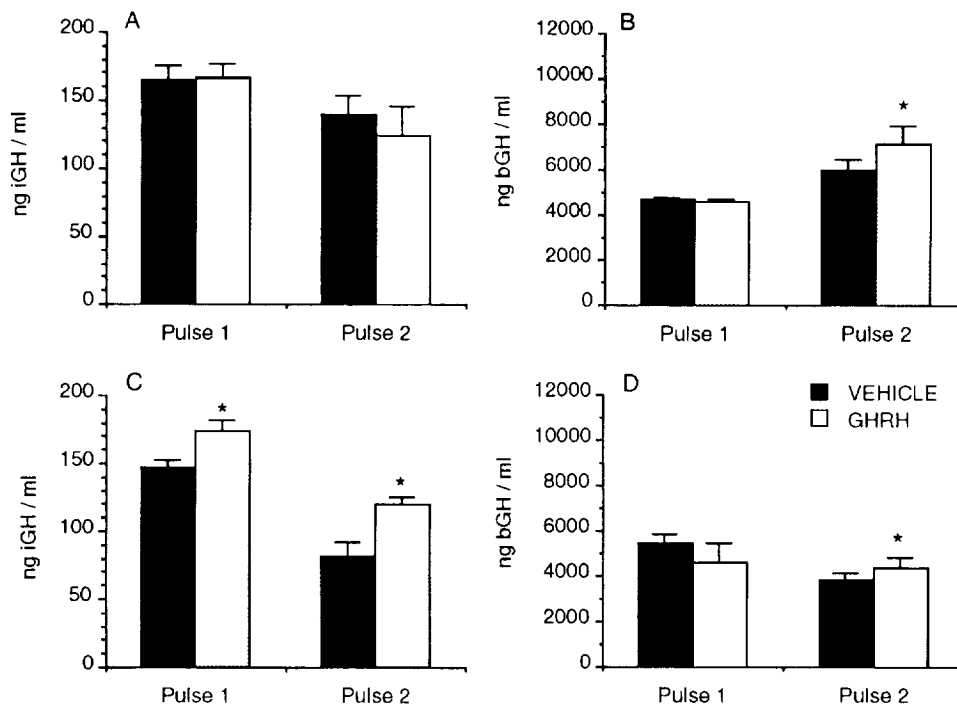 A
200
150
100
50
0
ng iGH / ml
Pulse 1
Pulse 2
B
12000
10000
8000
6000
4000
2000
0
ng bGH / ml
*
Pulse 1
Pulse 2
C
200
150
100
50
0
ng iGH / ml
*
*
Pulse 1
Pulse 2
D
12000
10000
8000
6000
4000
2000
0
ng bGH / ml
VEHICLE
GHRH
*
Pulse 1
Pulse 2